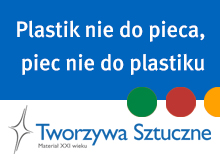 Plastik nie do pieca,
piec nie do plastiku
Tworzywa Sztuczne
Materiał XXI wieku